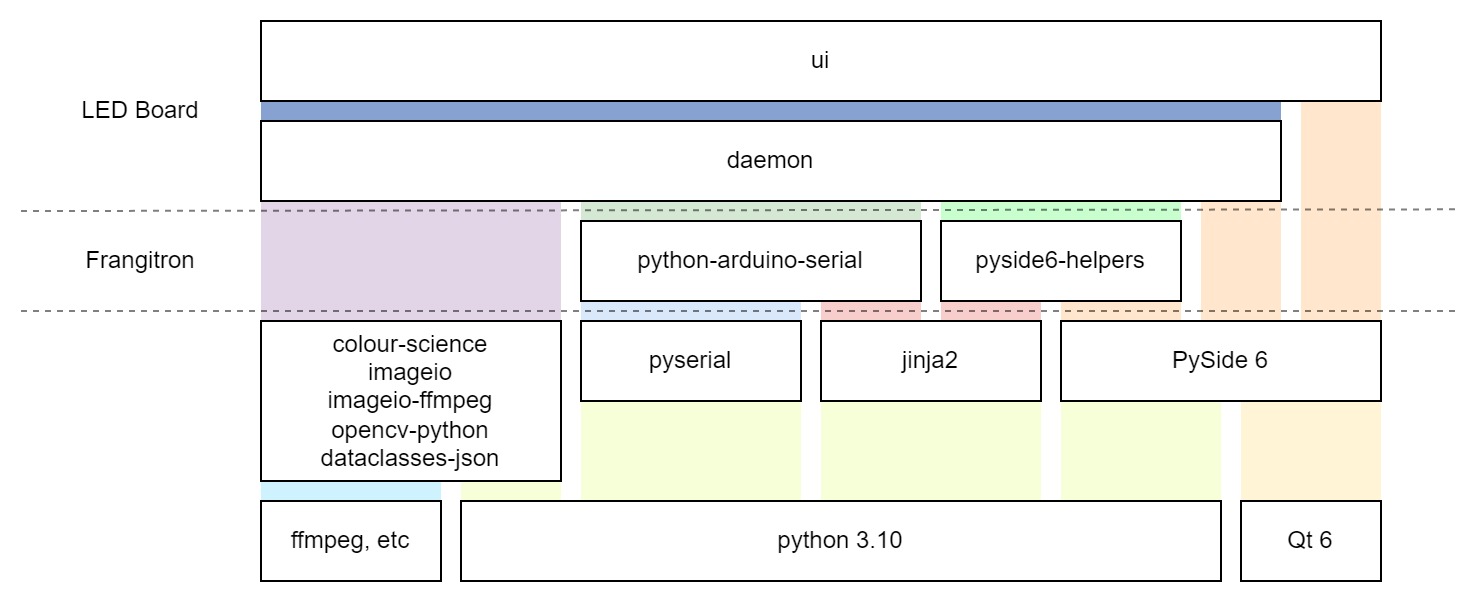 ui
LED Board
daemon
Frangitron
python-arduino-serial
pyside6-helpers
colour-science
imageio
imageio-ffmpeg
opencv-python
dataclasses-json
pyserial
jinja2
PySide 6
ffmpeg, etc
python 3.10
Qt 6